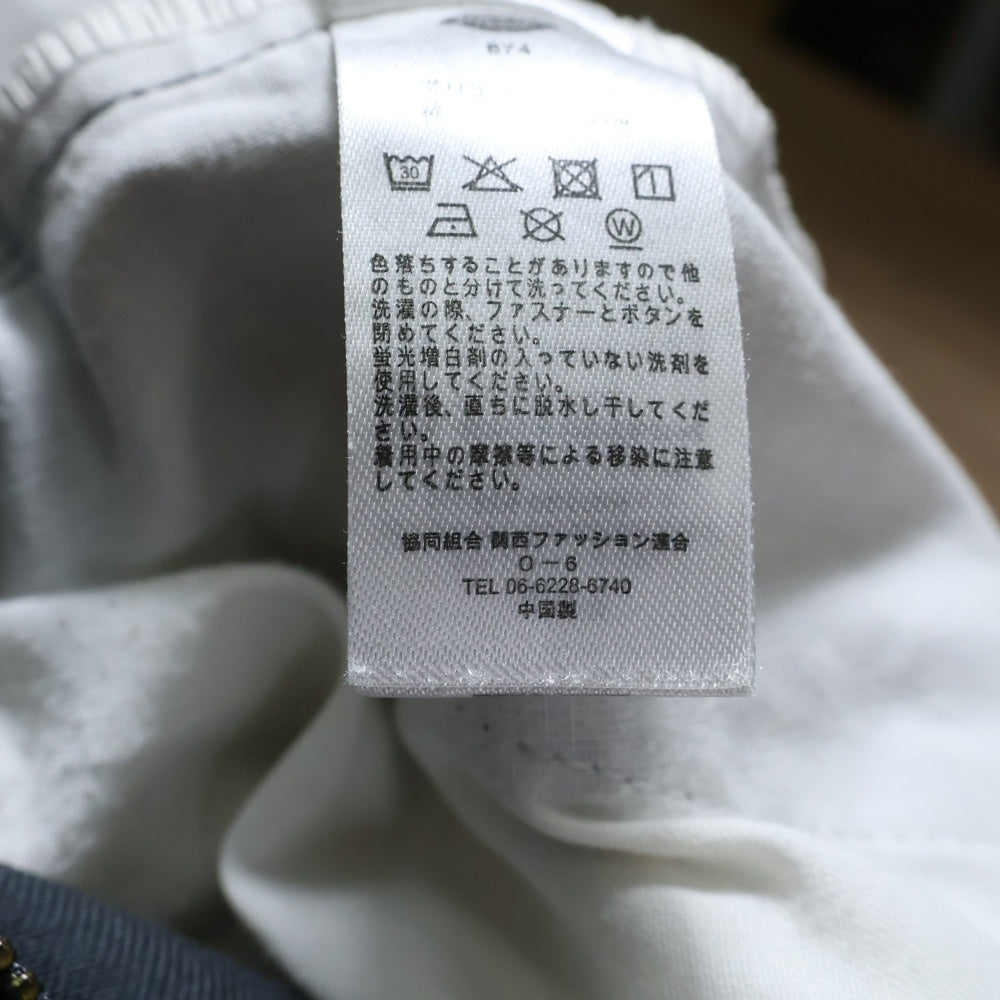 674
30
W
色落ちすることがありますので他
のものと分けて洗ってください。
洗濯の際、ファスナーとボタンを
閉めてください。
蛍光増白剤の入っていない洗剤を
使用してください。
洗濯後、直ちに脱水し干してくだ
さい。
着用中の摩擦等による移染に注意
してください。
協同組合 関西ファッション連合
O－6
TEL 06-6228-6740
中国製